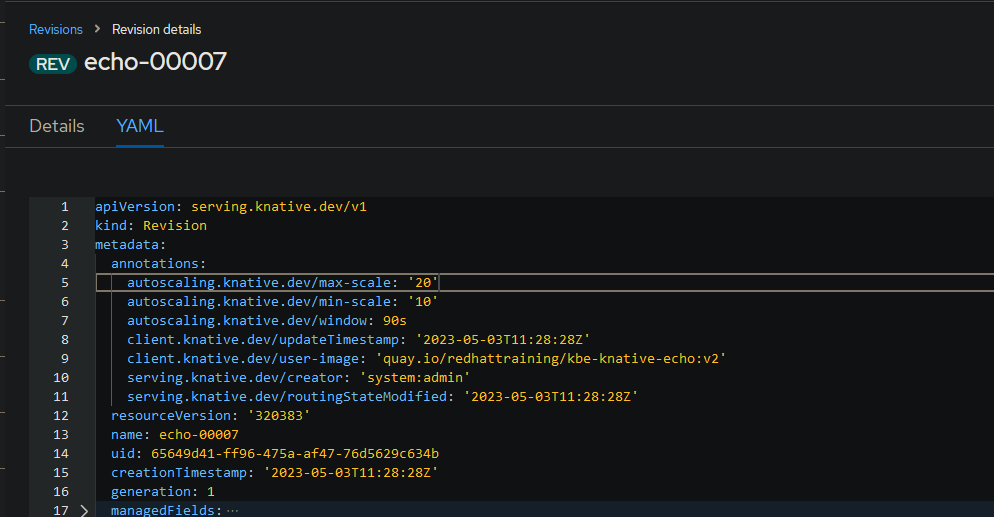 Revisions > Revision details
REV echo-00007
Details YAML
1 apiVersion: serving.knative.dev/v1
2 kind: Revision
3 metadata:
4 annotations:
5 autoscaling.knative.dev/max-scale: '20'
6 autoscaling.knative.dev/min-scale: '10'
7 autoscaling.knative.dev/window: 90s
8 client.knative.dev/updateTimestamp: '2023-05-03T11:28:28Z'
9 client.knative.dev/user-image: 'quay.io/redhattraining/kbe-knative-echo:v2'
10 serving.knative.dev/creator: 'system:admin'
11 serving.knative.dev/routingStateModified: '2023-05-03T11:28:28Z'
12 resourceVersion: '320383'
13 name: echo-00007
14 uid: 65649d41-ff96-475a-af47-76d5629c634b
15 creationTimestamp: '2023-05-03T11:28:28Z'
16 generation: 1
17 > managedFields: ···